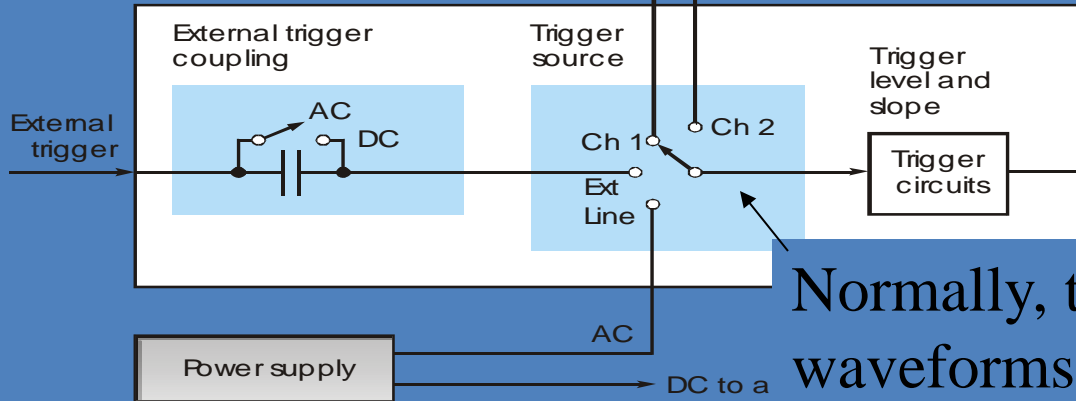 External trigger
coupling
Trigger
source
Trigger
level and
slope
External
trigger
AC
DC
Ch 1
Ch 2
Ext
Line
Trigger
circuits
Normally,
waveforms
AC
Power supply
DC to a